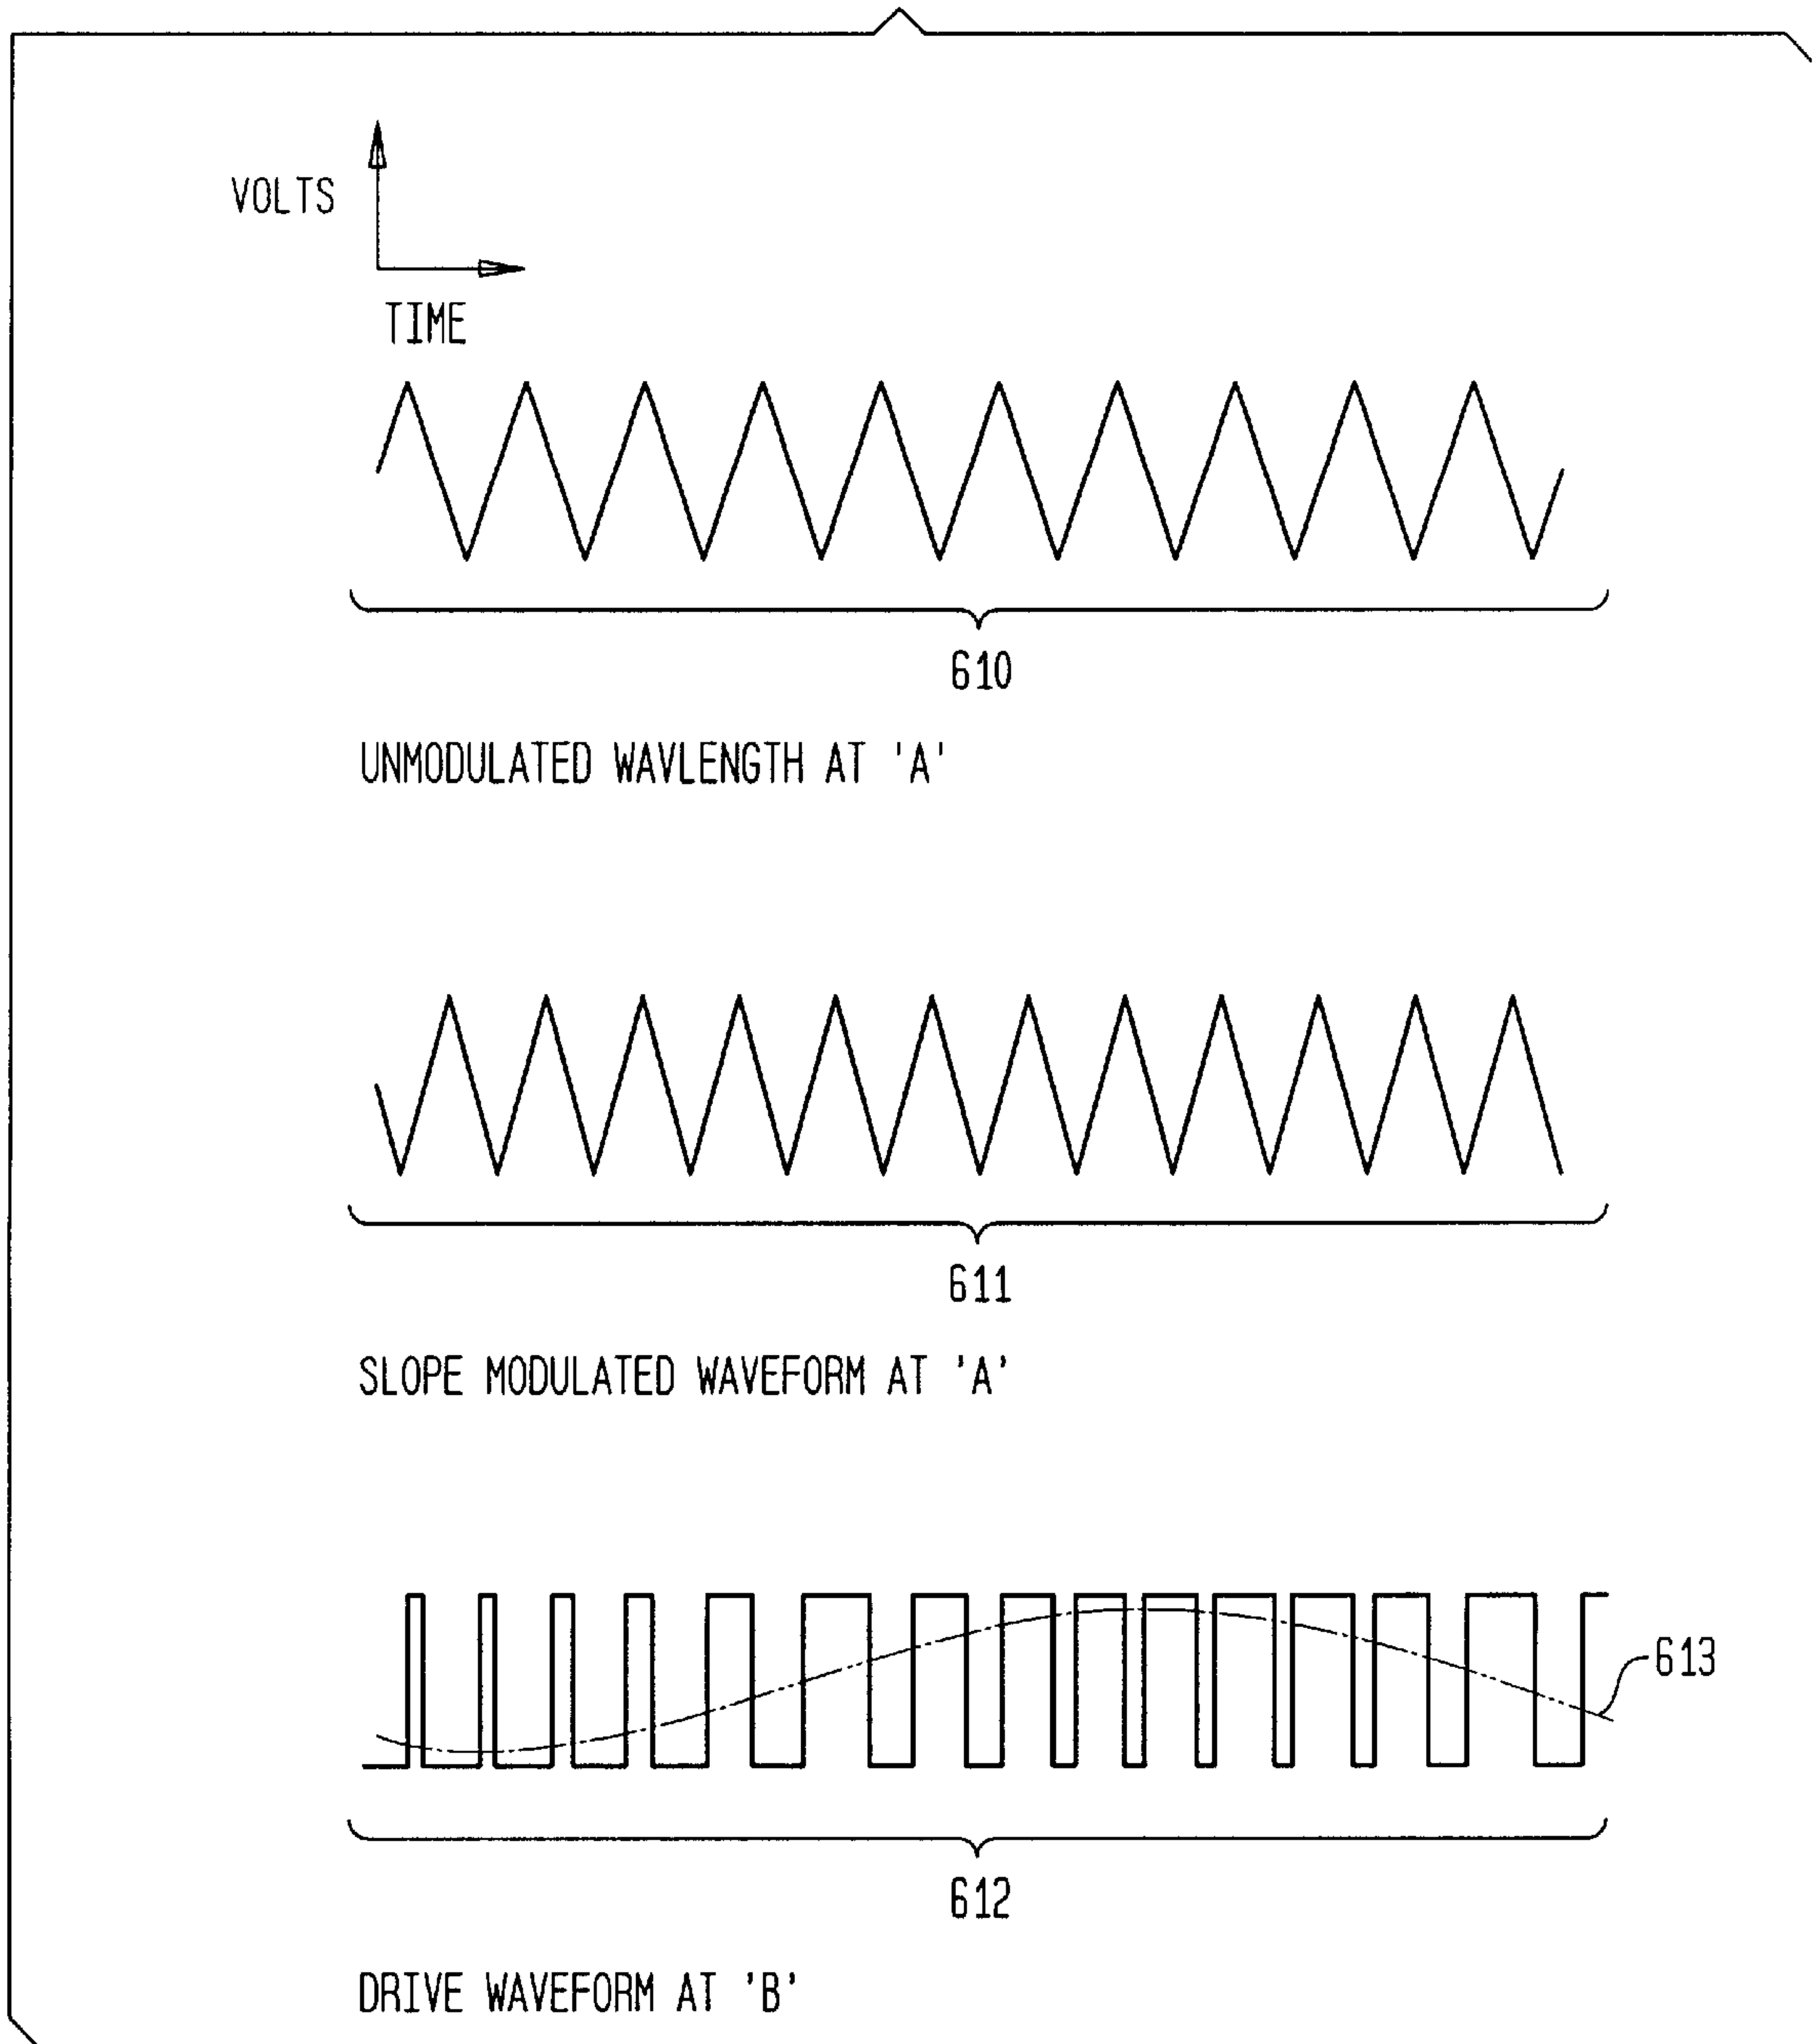 VOLTS
TIME
610
UNMODULATED WAVLENGTH AT 'A'
611
SLOPE MODULATED WAVEFORM AT 'A'
613
612
DRIVE WAVEFORM AT 'B'